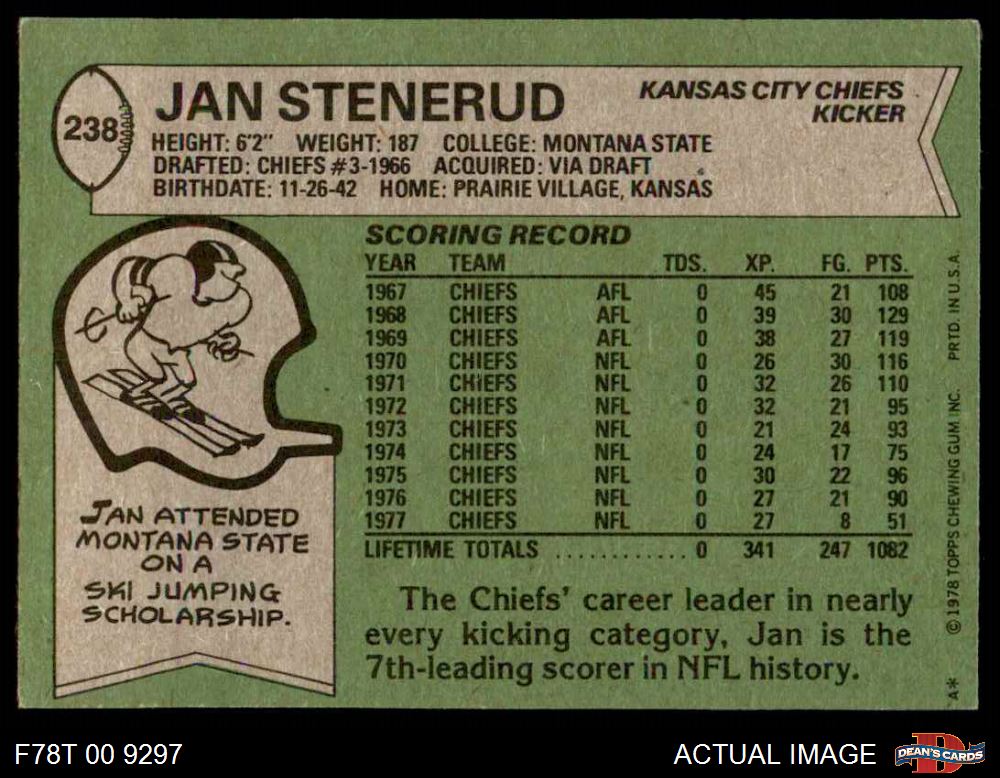 238
JAN STENERUD
KANSAS CITY CHIEFS
KICKER
HEIGHT: 6'2" WEIGHT: 187 COLLEGE: MONTANA STATE
DRAFTED: CHIEFS #3-1966 ACQUIRED: VIA DRAFT
BIRTHDATE: 11-26-42 HOME: PRAIRIE VILLAGE, KANSAS
SCORING RECORD
YEAR TEAM TDS. XP. FG. PTS.
1967 CHIEFS AFL 0 45 21 108
1968 CHIEFS AFL 0 39 30 129
1969 CHIEFS AFL 0 38 27 119
1970 CHIEFS NFL 0 26 30 116
1971 CHIEFS NFL 0 32 26 110
1972 CHIEFS NFL 0 32 21 95
1973 CHIEFS NFL 0 21 24 93
1974 CHIEFS NFL 0 24 17 75
1975 CHIEFS NFL 0 30 22 96
1976 CHIEFS NFL 0 27 21 90
1977 CHIEFS NFL 0 27 8 51
LIFETIME TOTALS ............ 0 341 247 1082
The Chiefs' career leader in nearly
every kicking category, Jan is the
7th-leading scorer in NFL history.
JAN ATTENDED
MONTANA STATE
ON A
SKI JUMPING
SCHOLARSHIP.
A* ©1978 TOPPS CHEWING GUM INC. PRTD. IN U.S.A.
F78T 00 9297
ACTUAL IMAGE
D
DEAN'S CARDS